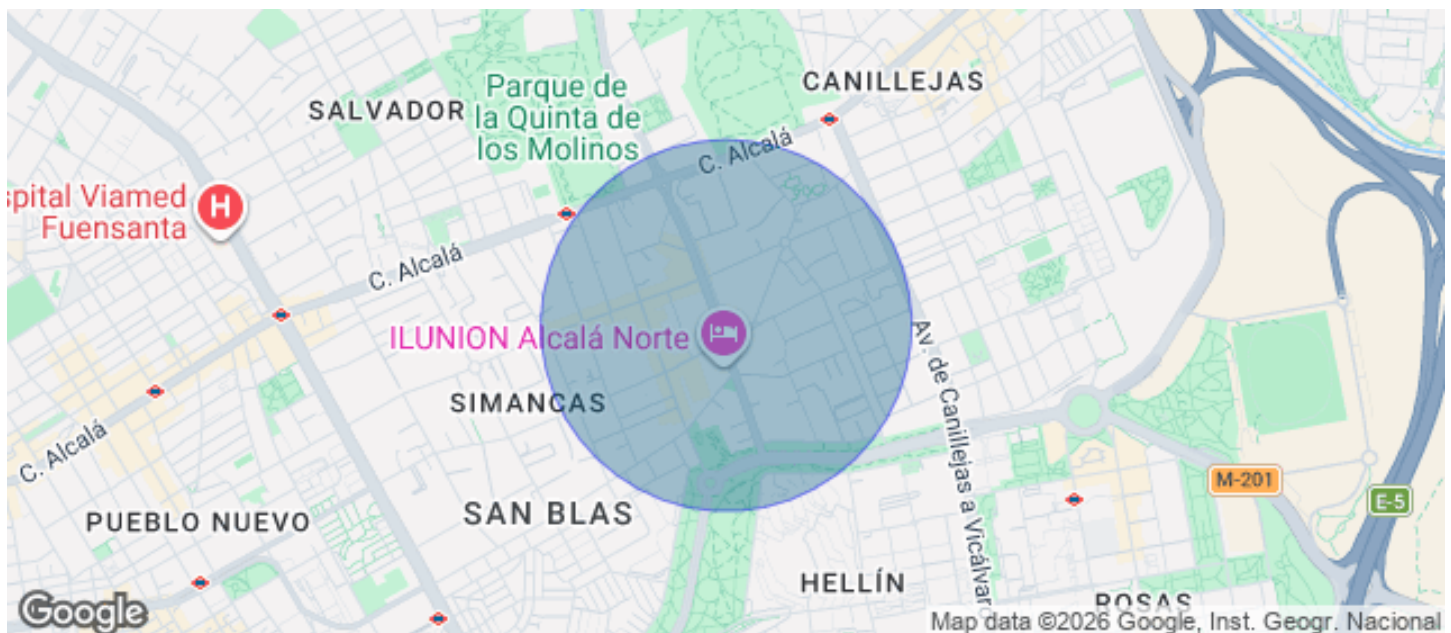 CANILLEJAS
SALVADOR
Parque de
la Quinta de
los Molinos
C. Alcalá
spital Viamed
Fuensanta
H
C. Alcalá
ILUNION Alcalá Norte
Av. de Canillejas a Vicálvaro
SIMANCAS
C. Alcalá
M-201
E-5
SAN BLAS
PUEBLO NUEVO
HELLÍN
ROSAS
Google
Map data ©2026 Google, Inst. Geogr. Nacional